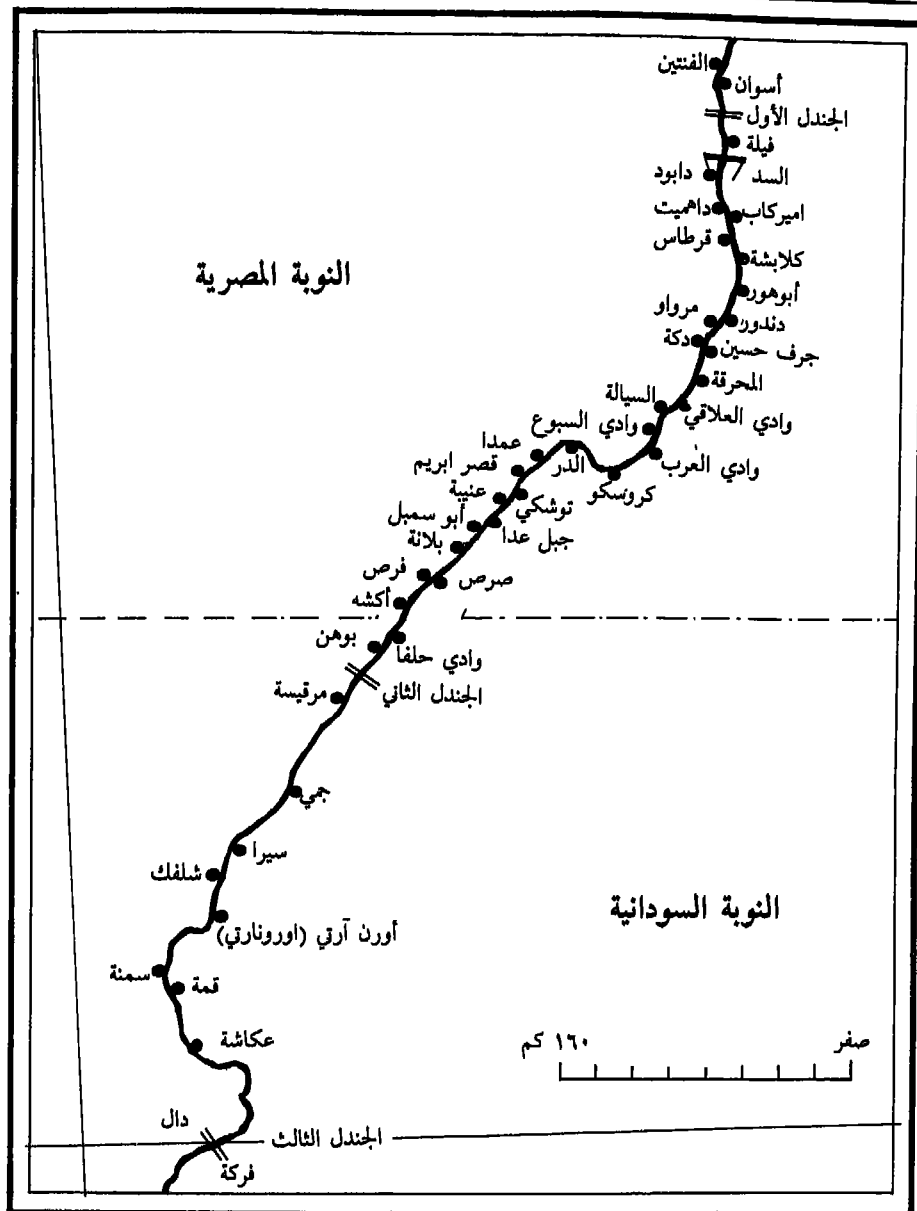 الفنتين
أسوان
الجندل الأول
فيلة
السد
دابود
داهميت
اميركاب
قرطاس
كلابشة
النوبة المصرية
أبوهور
مرواو
دندور
دكة
جرف حسين
المحرقة
السيالة
وادي العلاقي
وادي السبوع
عمدا
الدر
وادي العرب
قصر ابريم
كروسكو
عنيبة
توشكي
أبو سمبل
جبل عدا
بلانة
فرص
صرص
أكشه
بوهن
وادي حلفا
مرقيسة
الجندل الثاني
جمي
سيرا
شلفك
النوبة السودانية
أورن آرتي (اورونارتي)
سمنة
قمة
عكاشة
صفر
١٦٠ كم
دال
الجندل الثالث
فركة